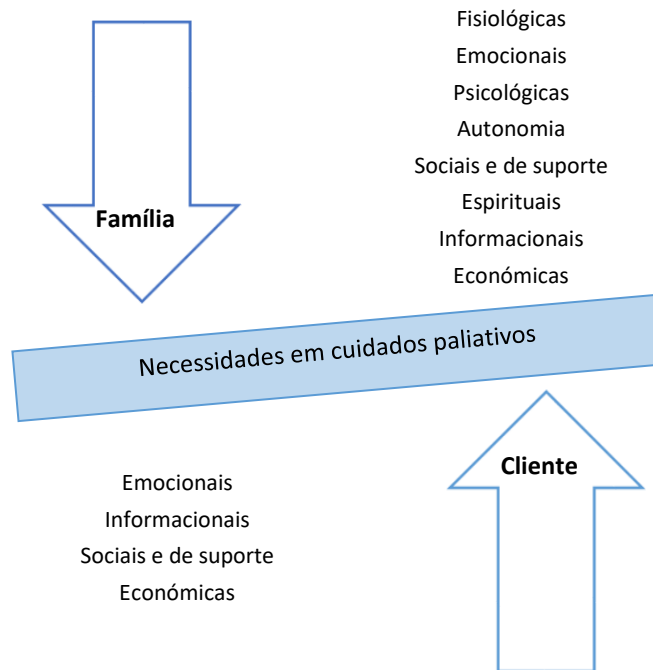 Fisiológicas
Emocionais
Psicológicas
Autonomia
Sociais e de suporte
Espirituais
Informacionais
Económicas
Família
Necessidades em cuidados paliativos
Cliente
Emocionais
Informacionais
Sociais e de suporte
Económicas